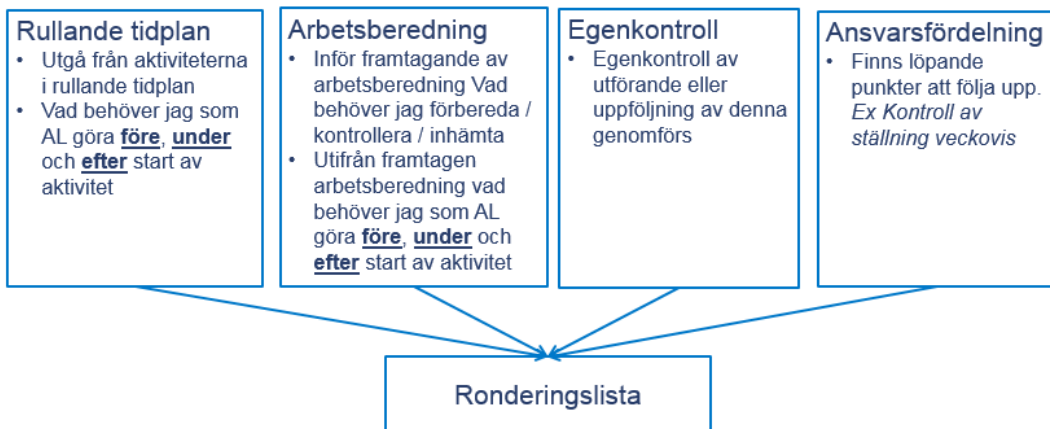 Rullande tidplan
• Utgå från aktiviteterna
i rullande tidplan
• Vad behöver jag som
AL göra före, under
och efter start av
aktivitet
Arbetsberedning
• Inför framtagande av
arbetsberedning Vad
behöver jag förbereda /
kontrollera / inhämta
• Utifrån framtagen
arbetsberedning vad
behöver jag som AL
göra före, under och
efter start av aktivitet
Egenkontroll
• Egenkontroll av
utförande eller
uppföljning av denna
genomförs
Ansvarsfördelning
• Finns löpande
punkter att följa upp.
Ex Kontroll av
ställning veckovis
Ronderingslista